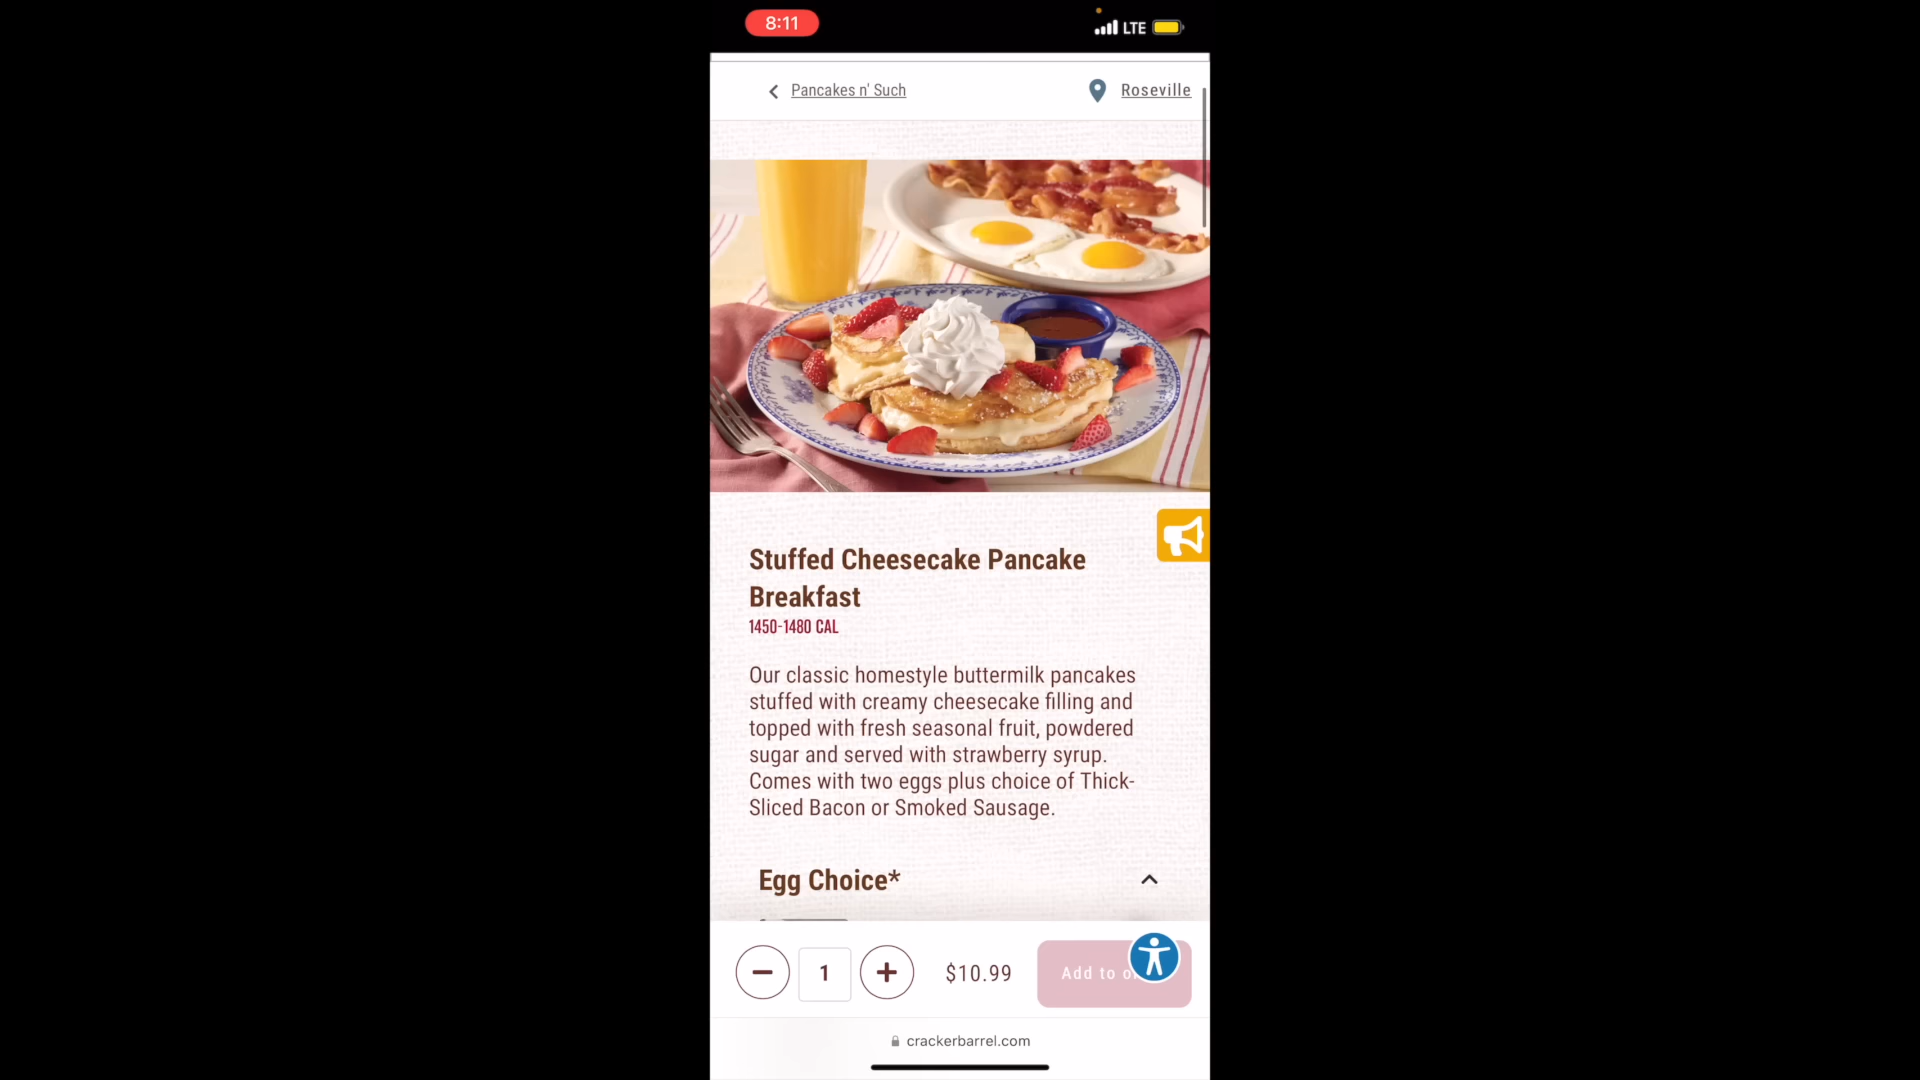 8:11 LTE
Pancakes n' Such Roseville
Stuffed Cheesecake Pancake
Breakfast
1450-1480 CAL
Our classic homestyle buttermilk pancakes
stuffed with creamy cheesecake filling and
topped with fresh seasonal fruit, powdered
sugar and served with strawberry syrup.
Comes with two eggs plus choice of Thick-
Sliced Bacon or Smoked Sausage.
Egg Choice*
1 $10.99 Add to
crackerbarrel.com